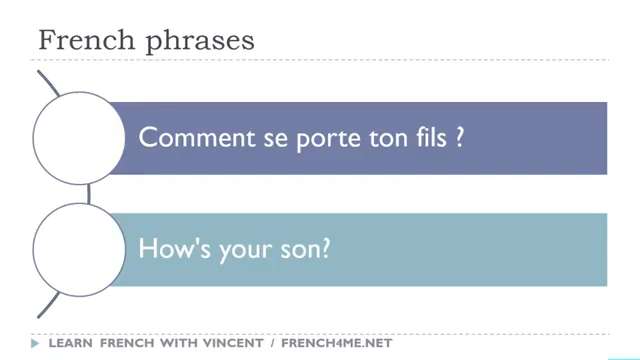 French phrases
Comment se porte ton fils ?
How's your son?
LEARN FRENCH WITH VINCENT / FRENCH4ME.NET